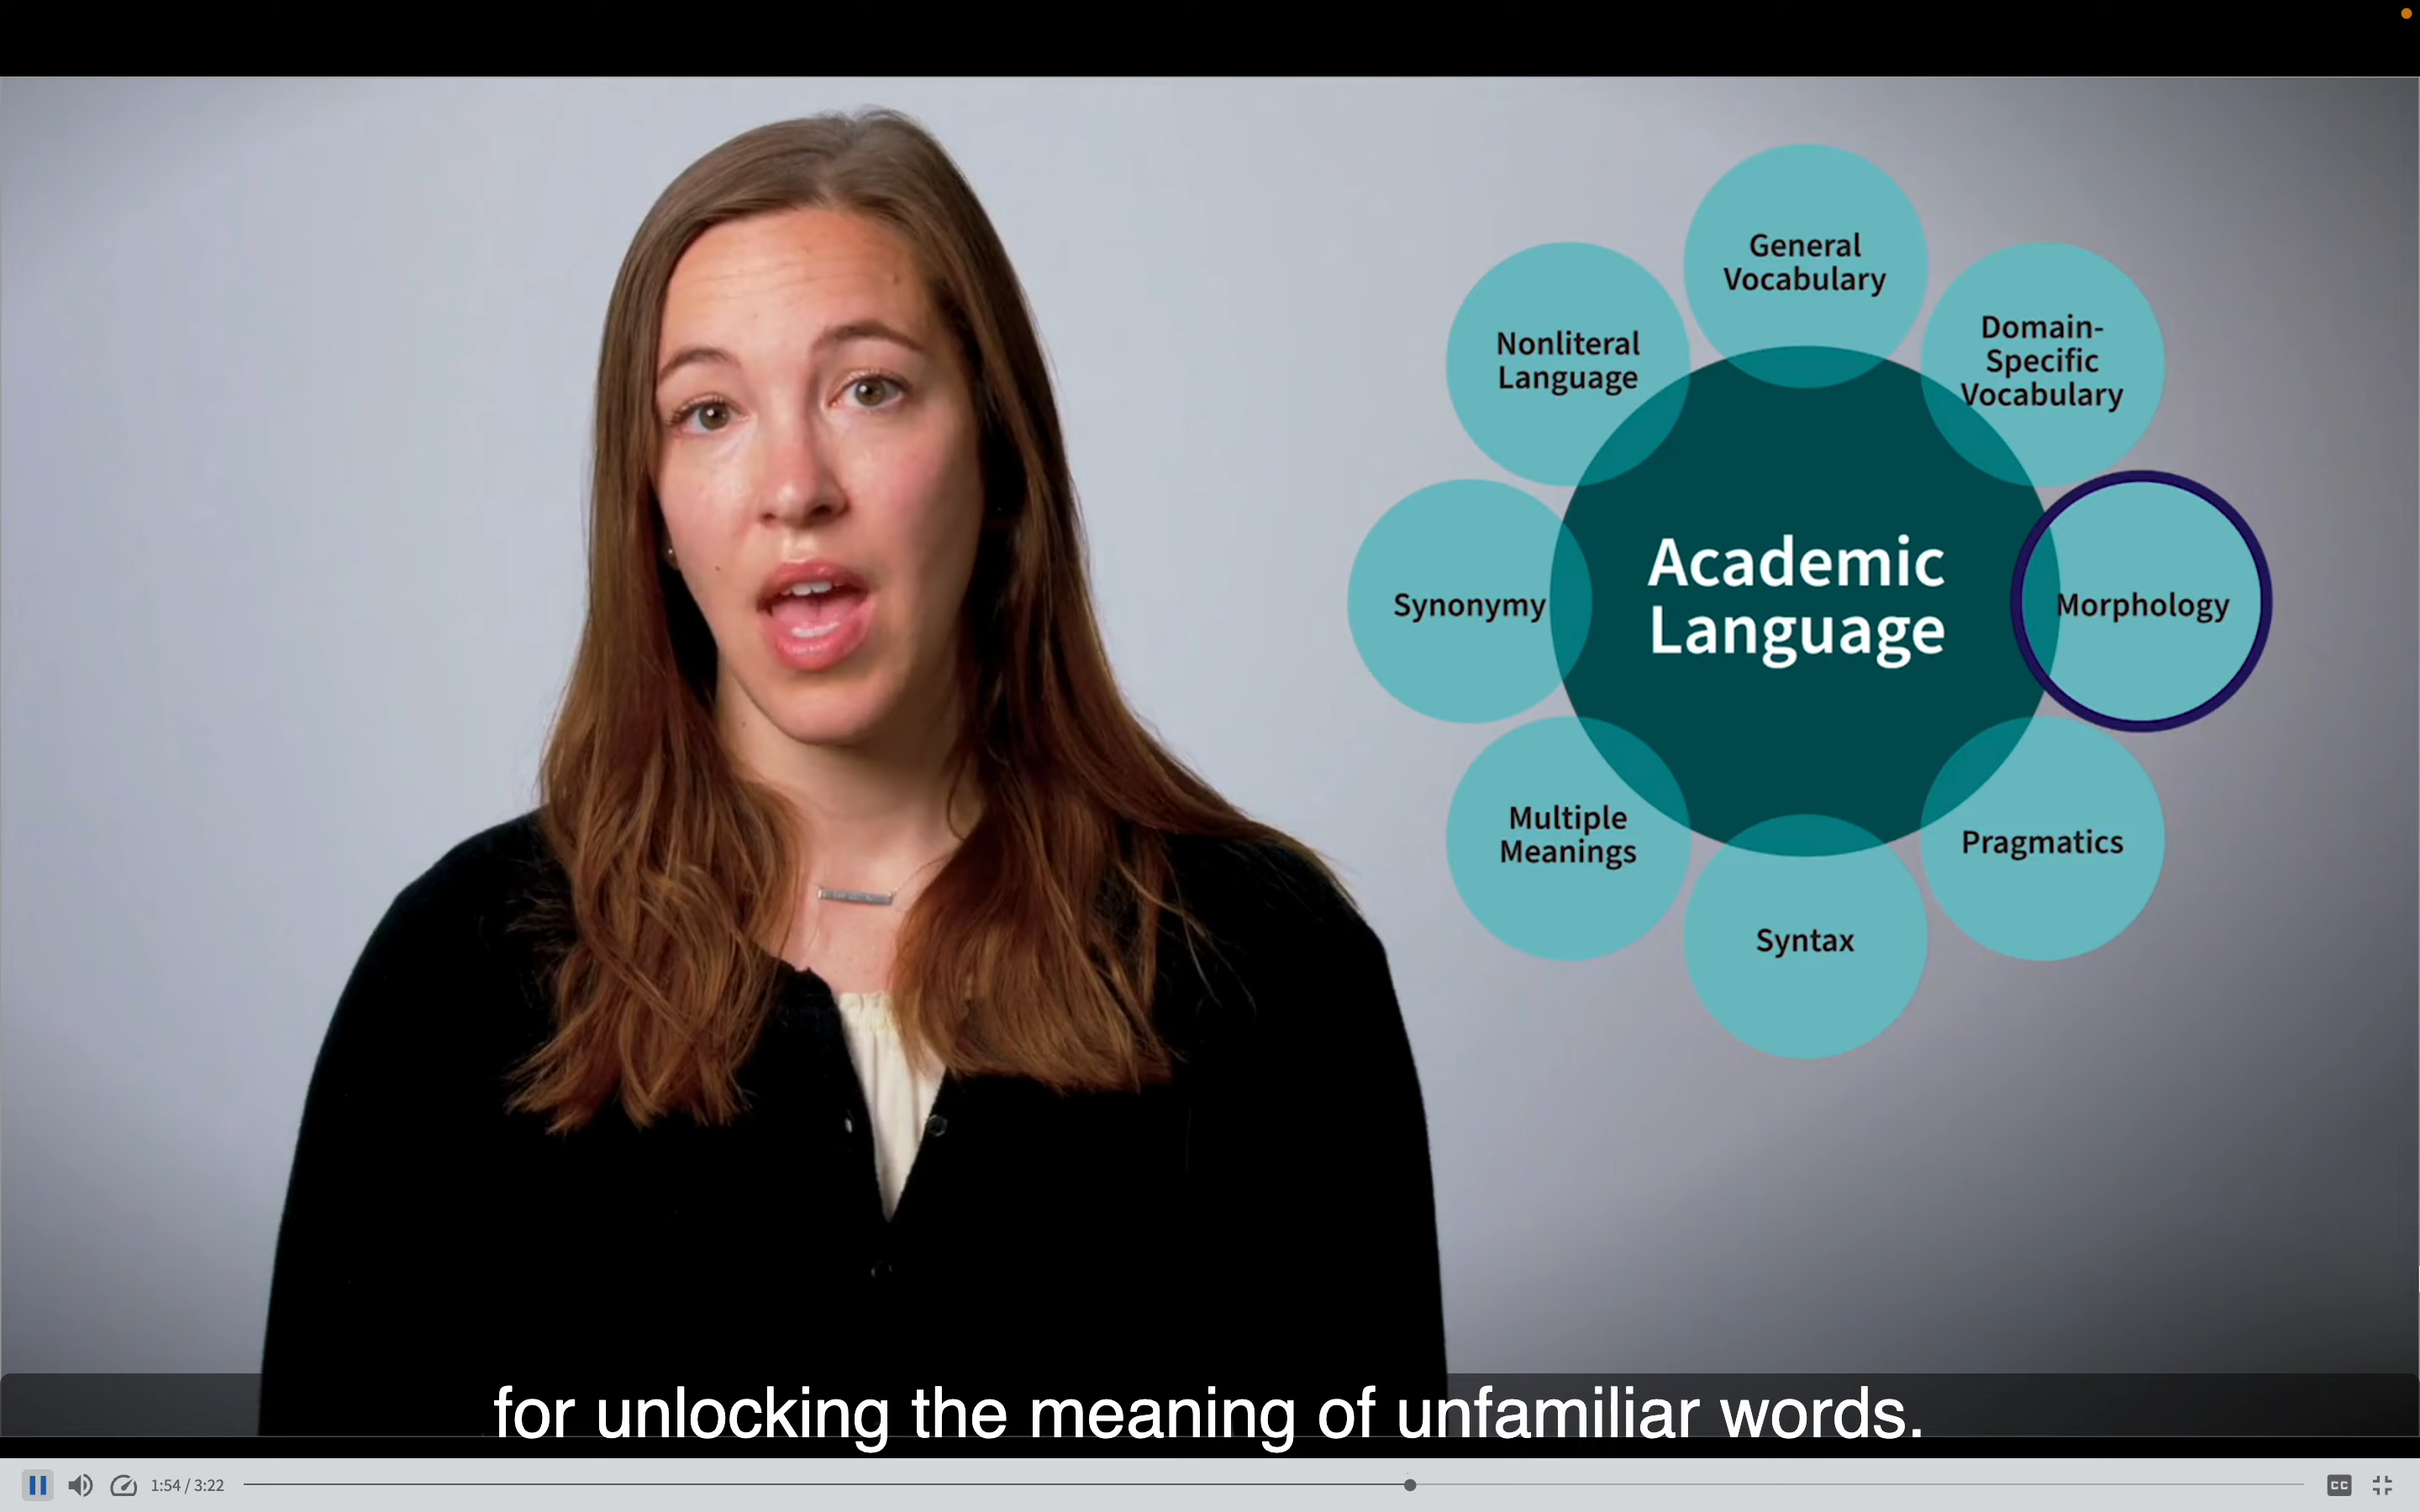 General
Vocabulary
Domain-
Specific
Vocabulary
Nonliteral
Language
Academic
Language
Synonymy
Morphology
Multiple
Meanings
Pragmatics
Syntax
for unlocking the meaning of unfamiliar words.
1:54 / 3:22
CC